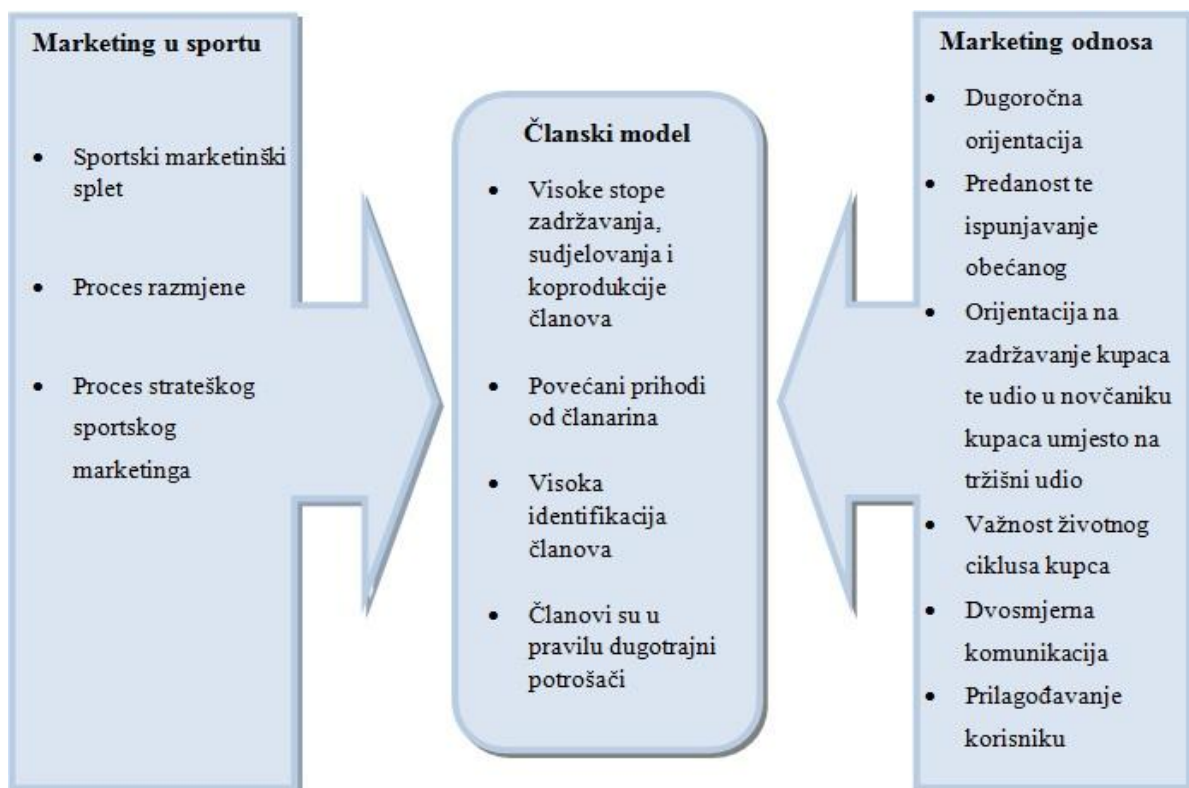 Marketing u sportu
Sportski marketinški
splet
Proces razmjene
Proces strateškog
sportskog
marketinga
Članski model
Visoke stope
zadržavanja,
sudjelovanja i
koprodukcije
članova
Povećani prihodi
od članarina
Visoka
identifikacija
članova
Članovi su u
pravilu dugotrajni
potrošači
Marketing odnosa
Dugoročna
orijentacija
Predanost te
ispunjavanje
obećanog
Orijentacija na
zadržavanje kupaca
te udio u novčaniku
kupaca umjesto na
tržišni udio
Važnost životnog
ciklusa kupca
Dvosmjerna
komunikacija
Prilagođavanje
korisniku